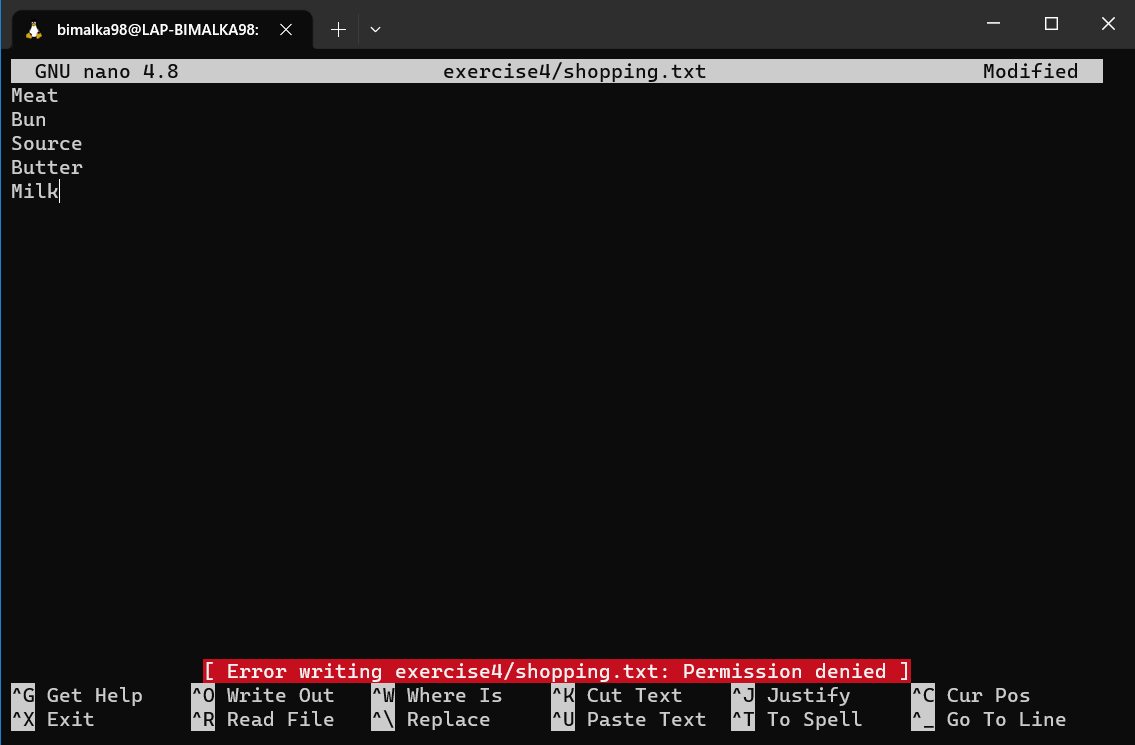 bimalka98@LAP-BIMALKA98:
GNU nano 4.8 exercise4/shopping.txt Modified
Meat
Bun
Source
Butter
Milk
[ Error writing exercise4/shopping.txt: Permission denied ]
^G Get Help ^O Write Out ^W Where Is ^K Cut Text ^J Justify ^C Cur Pos
^X Exit ^R Read File ^\ Replace ^U Paste Text ^T To Spell ^_ Go To Line